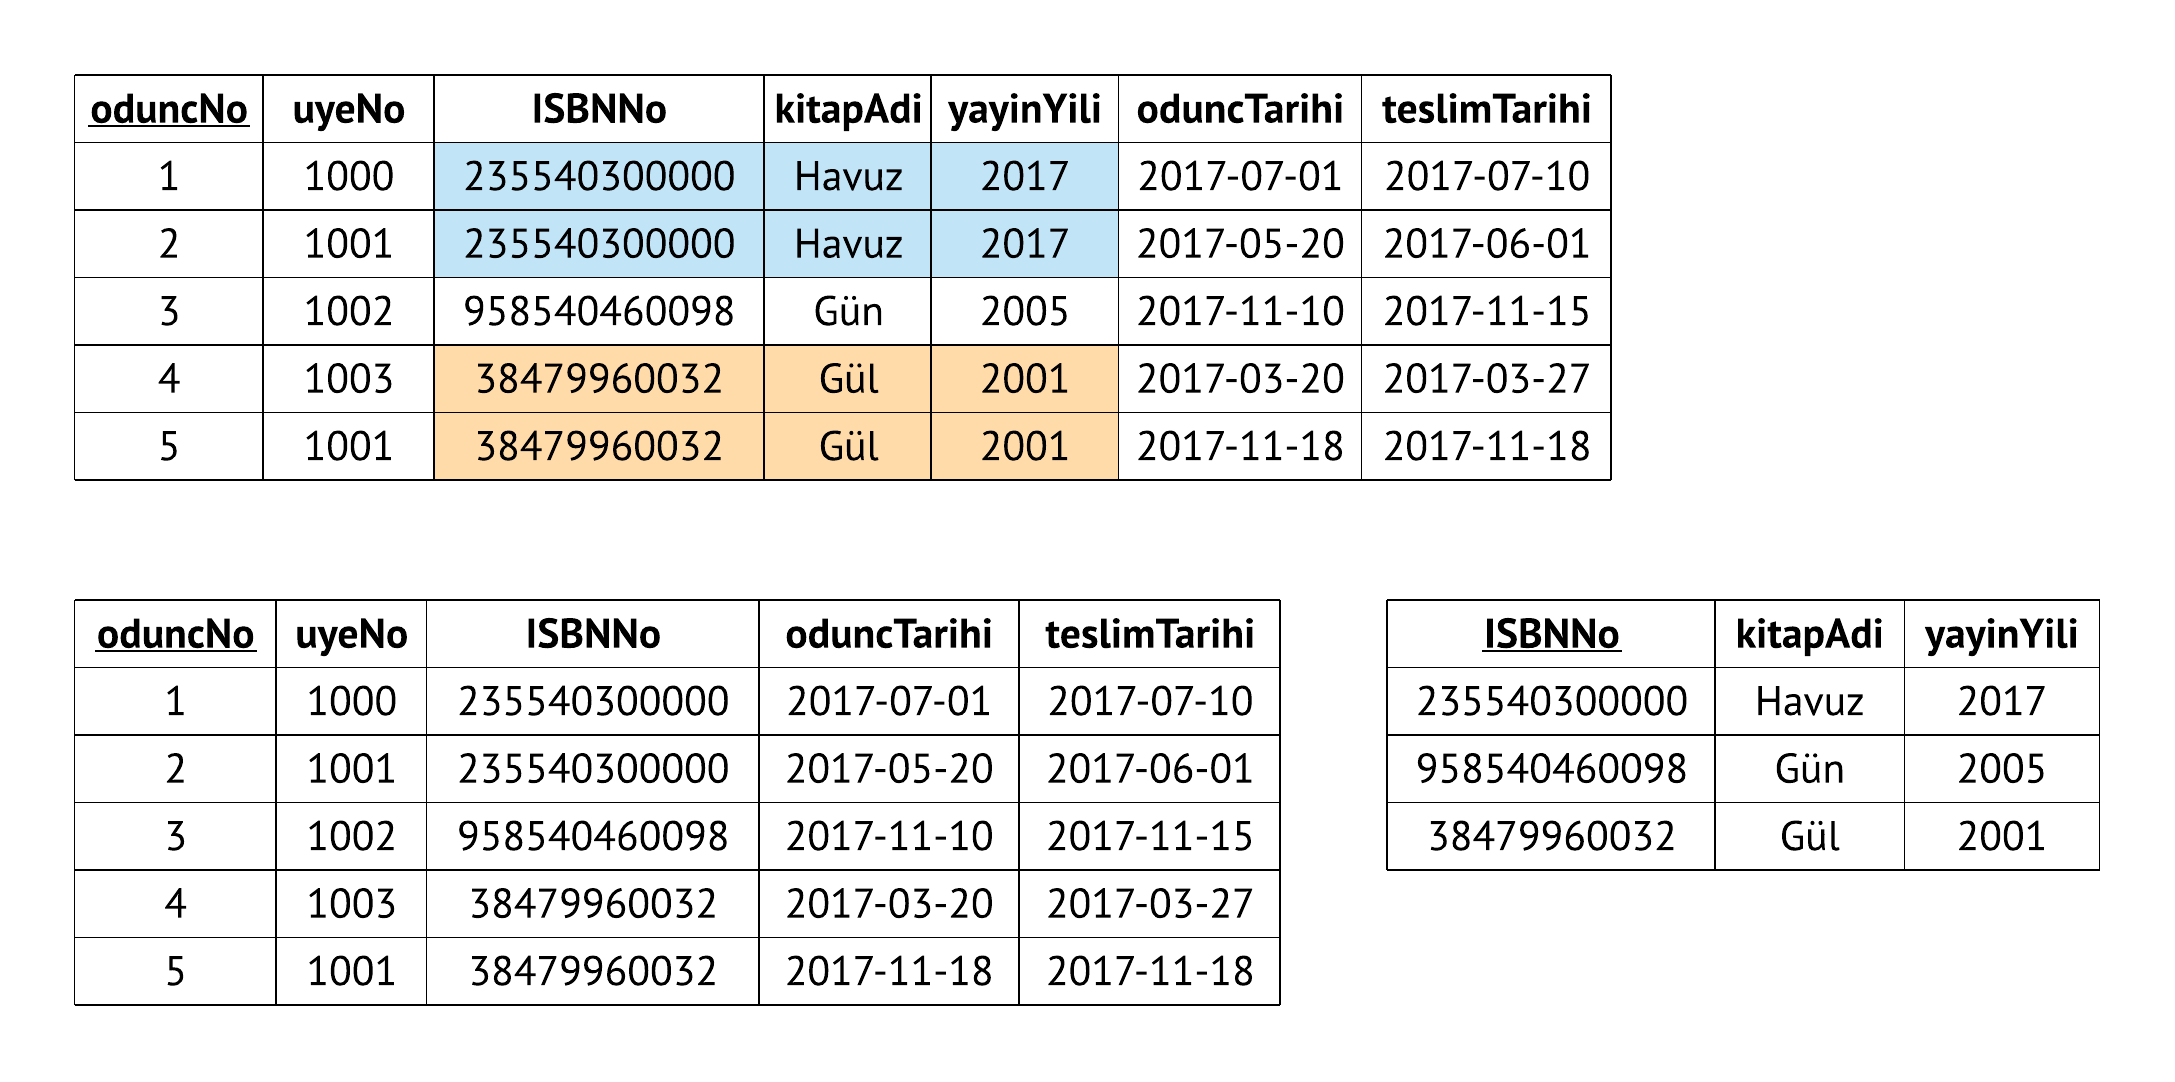 oduncNo uyeNo ISBNNo kitapAdi yayinYili oduncTarihi teslimTarihi
1 1000 235540300000 Havuz 2017 2017-07-01 2017-07-10
2 1001 235540300000 Havuz 2017 2017-05-20 2017-06-01
3 1002 958540460098 Gün 2005 2017-11-10 2017-11-15
4 1003 38479960032 Gül 2001 2017-03-20 2017-03-27
5 1001 38479960032 Gül 2001 2017-11-18 2017-11-18
oduncNo uyeNo ISBNNo oduncTarihi teslimTarihi
1 1000 235540300000 2017-07-01 2017-07-10
2 1001 235540300000 2017-05-20 2017-06-01
3 1002 958540460098 2017-11-10 2017-11-15
4 1003 38479960032 2017-03-20 2017-03-27
5 1001 38479960032 2017-11-18 2017-11-18
ISBNNo kitapAdi yayinYili
235540300000 Havuz 2017
958540460098 Gün 2005
38479960032 Gül 2001